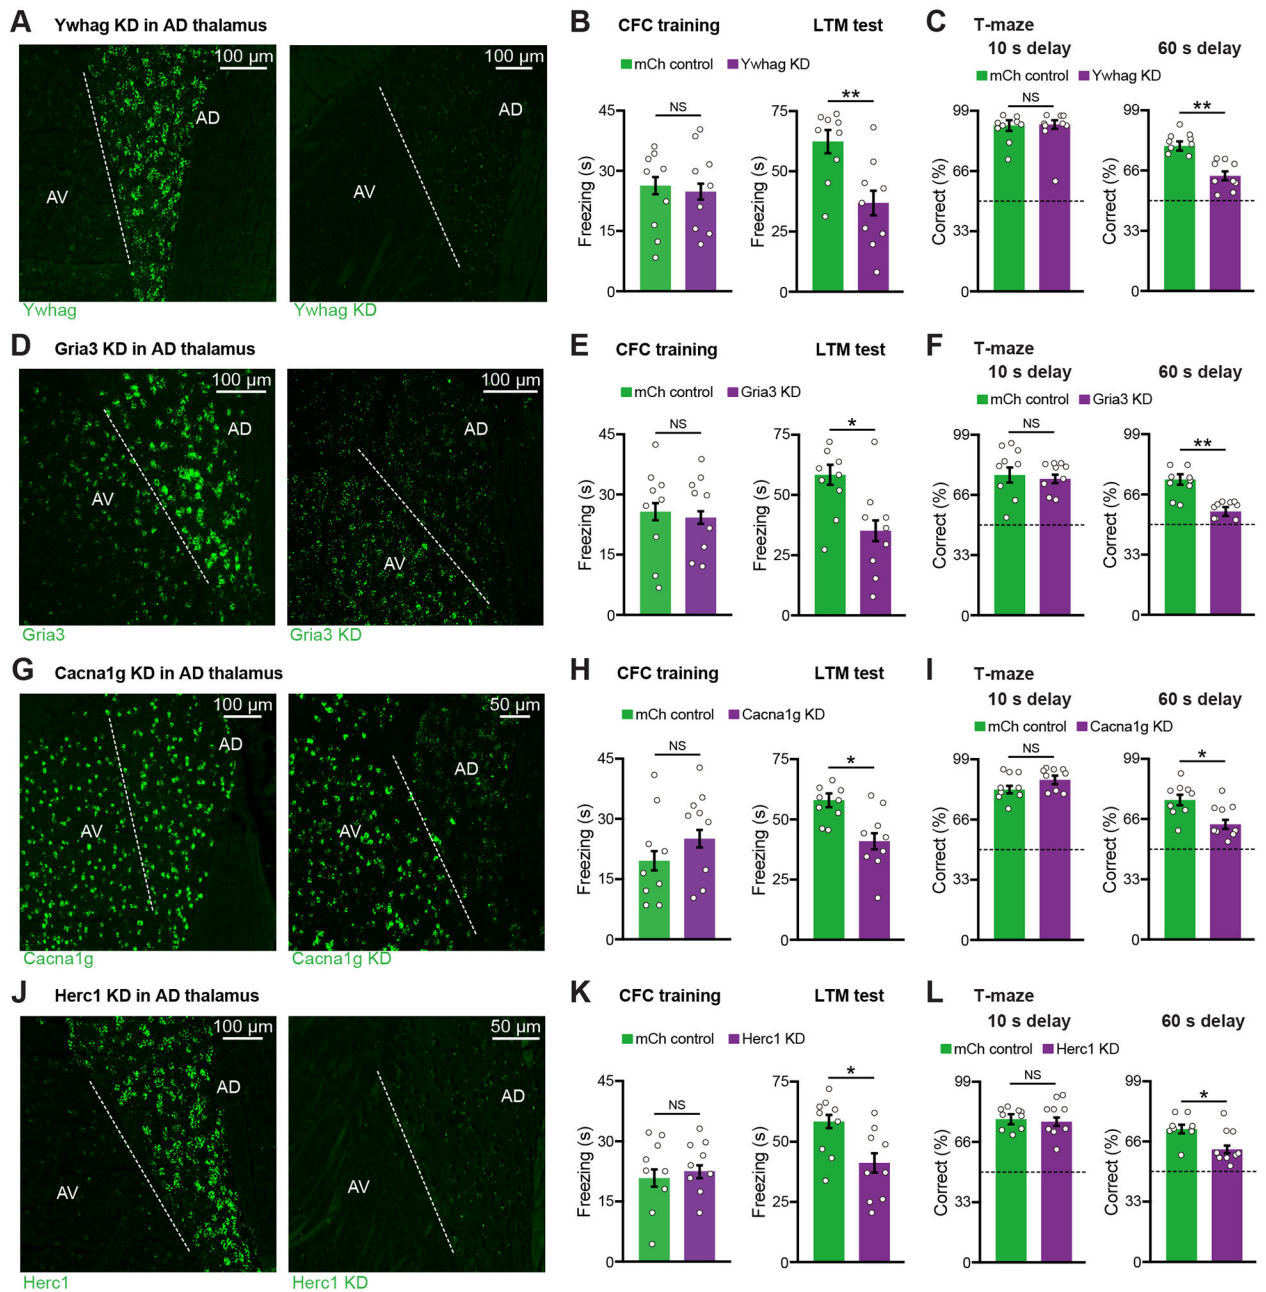 A Ywhag KD in AD thalamus
100 µm
AD
AV
Ywhag
100 µm
AD
AV
Ywhag KD
B CFC training LTM test
mCh control Ywhag KD
NS
45
30
15
0
Freezing (s)
**
75
50
25
0
Freezing (s)
C T-maze
10 s delay 60 s delay
mCh control Ywhag KD
NS
99
66
33
0
Correct (%)
**
99
66
33
0
Correct (%)
D Gria3 KD in AD thalamus
100 µm
AD
AV
Gria3
100 µm
AD
AV
Gria3 KD
E CFC training LTM test
mCh control Gria3 KD
NS
45
30
15
0
Freezing (s)
*
75
50
25
0
Freezing (s)
F T-maze
10 s delay 60 s delay
mCh control Gria3 KD
NS
99
66
33
0
Correct (%)
**
99
66
33
0
Correct (%)
G Cacna1g KD in AD thalamus
100 µm
AD
AV
Cacna1g
50 µm
AD
AV
Cacna1g KD
H CFC training LTM test
mCh control Cacna1g KD
NS
45
30
15
0
Freezing (s)
*
75
50
25
0
Freezing (s)
I T-maze
10 s delay 60 s delay
mCh control Cacna1g KD
NS
99
66
33
0
Correct (%)
*
99
66
33
0
Correct (%)
J Herc1 KD in AD thalamus
100 µm
AD
AV
Herc1
50 µm
AD
AV
Herc1 KD
K CFC training LTM test
mCh control Herc1 KD
NS
45
30
15
0
Freezing (s)
*
75
50
25
0
Freezing (s)
L T-maze
10 s delay 60 s delay
mCh control Herc1 KD
NS
99
66
33
0
Correct (%)
*
99
66
33
0
Correct (%)